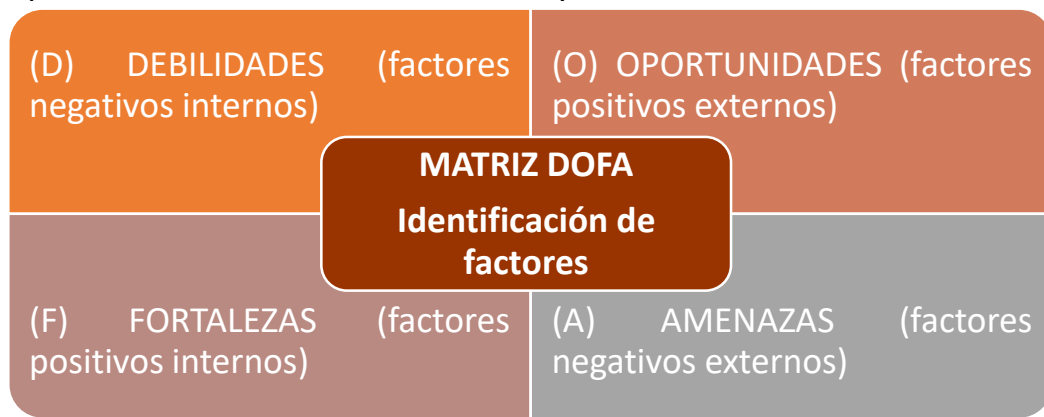 (D) DEBILIDADES (factores
negativos internos)
(O) OPORTUNIDADES (factores
positivos externos)
MATRIZ DOFA
Identificación de
factores
(F) FORTALEZAS (factores
positivos internos)
(A) AMENAZAS (factores
negativos externos)